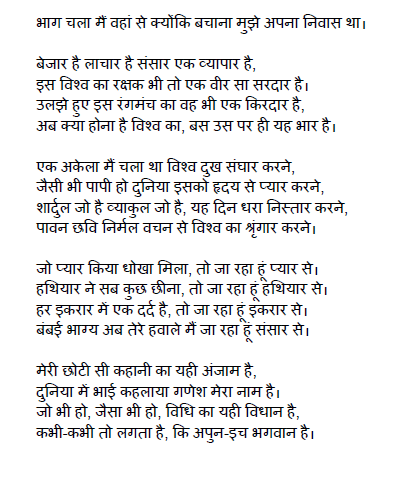 भाग चला मैं वहां से क्योंकि बचाना मुझे अपना निवास था।
बेजार है लाचार है संसार एक व्यापार है,
इस विश्व का रक्षक भी तो एक वीर सा सरदार है।
उलझे हुए इस रंगमंच का वह भी एक किरदार है,
अब क्या होना है विश्व का, बस उस पर ही यह भार है।
एक अकेला मैं चला था विश्व दुख संघार करने,
जैसी भी पापी हो दुनिया इसको हृदय से प्यार करने,
शार्दुल जो है व्याकुल जो है, यह दिन धरा निस्तार करने,
पावन छवि निर्मल वचन से विश्व का श्रृंगार करने।
जो प्यार किया धोखा मिला, तो जा रहा हूं प्यार से।
हथियार ने सब कुछ छीना, तो जा रहा हूं हथियार से।
हर इकरार में एक दर्द है, तो जा रहा हूं इकरार से।
बंबई भाग्य अब तेरे हवाले मैं जा रहा हूं संसार से।
मेरी छोटी सी कहानी का यही अंजाम है,
दुनिया में भाई कहलाया गणेश मेरा नाम है।
जो भी हो, जैसा भी हो, विधि का यही विधान है,
कभी-कभी तो लगता है, कि अपुन-इच भगवान है।